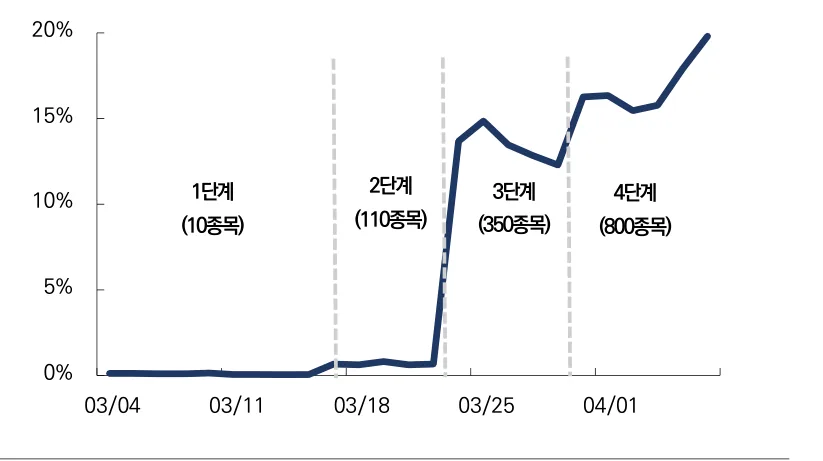 20%
15%
10%
5%
0%
1단계
(10종목)
2단계
(110종목)
3단계
(350종목)
4단계
(800종목)
03/04
03/11
03/18
03/25
04/01